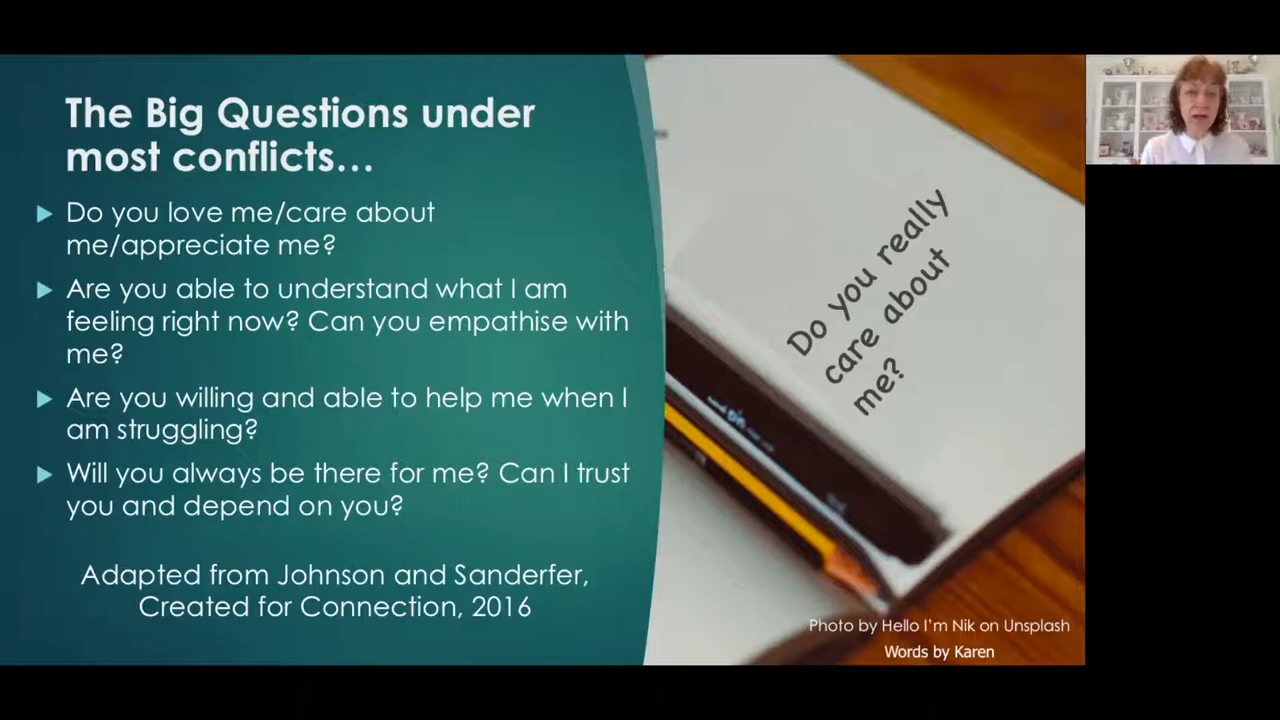 The Big Questions under
most conflicts...
Do you love me/care about
me/appreciate me?
Are you able to understand what I am
feeling right now? Can you empathise with
me?
Are you willing and able to help me when I
am struggling?
Will you always be there for me? Can I trust
you and depend on you?
Adapted from Johnson and Sanderfer,
Created for Connection, 2016
Do you really
care about
me?
Photo by Hello I'm Nik on Unsplash
Words by Karen